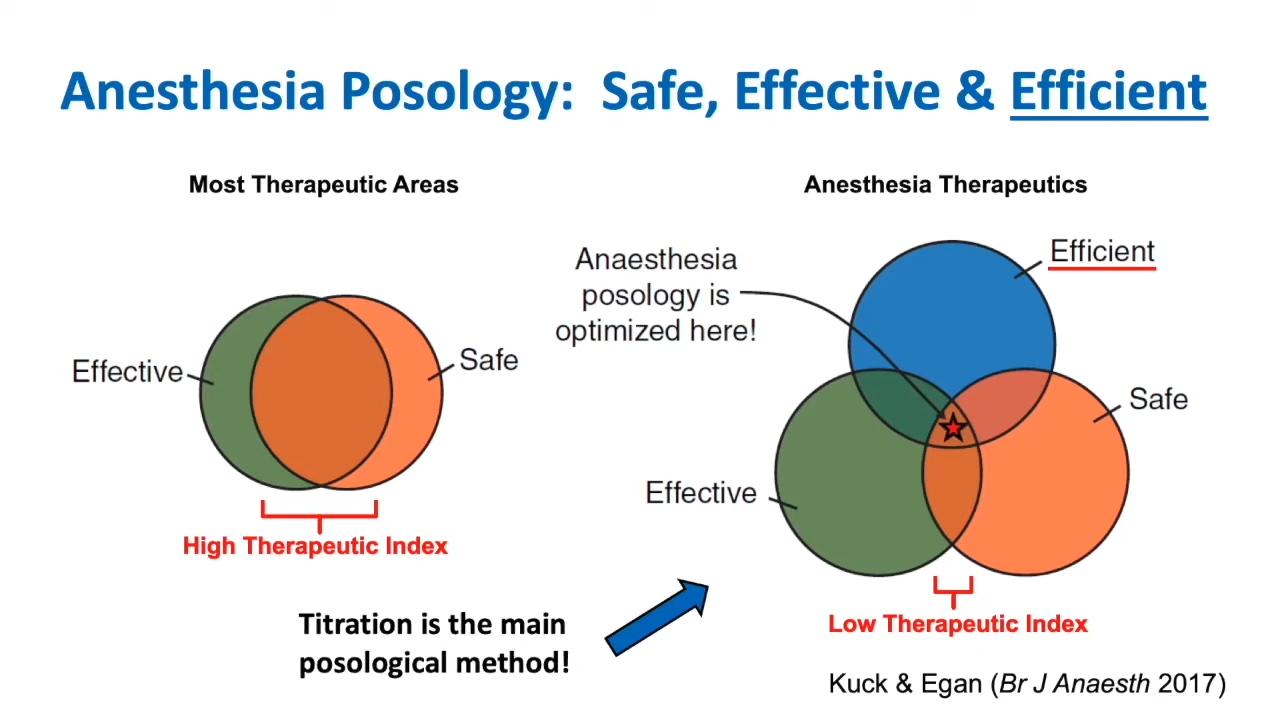 Anesthesia Posology:  Safe, Effective & Efficient
Most Therapeutic Areas
Effective
Safe
High Therapeutic Index
Titration is the main
posological method!
Anesthesia Therapeutics
Anaesthesia
posology is
optimized here!
Efficient
Safe
Effective
Low Therapeutic Index
Kuck & Egan (Br J Anaesth 2017)